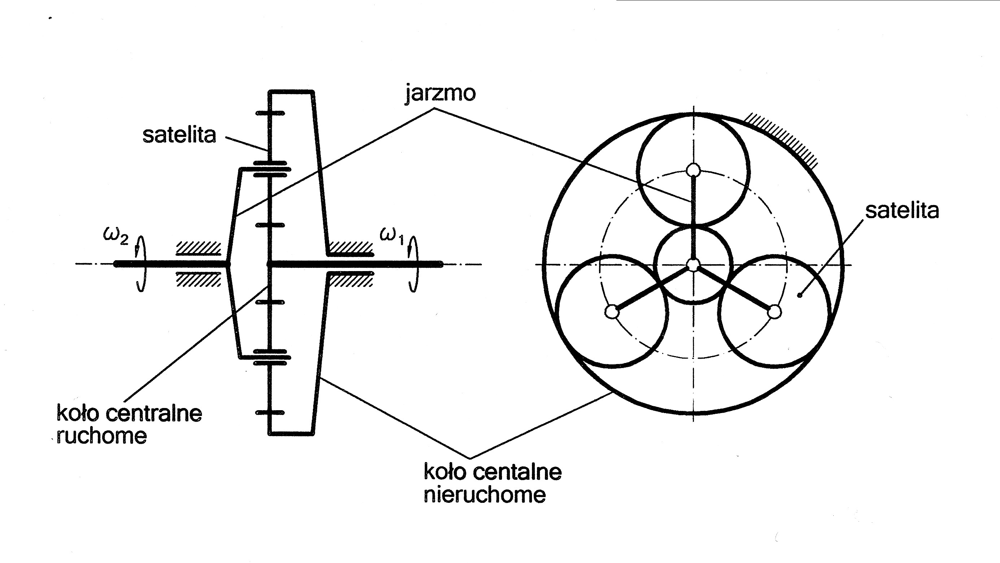 jarzmo
satelita
satelita
ω2
ω1
koło centralne
ruchome
koło centalne
nieruchome